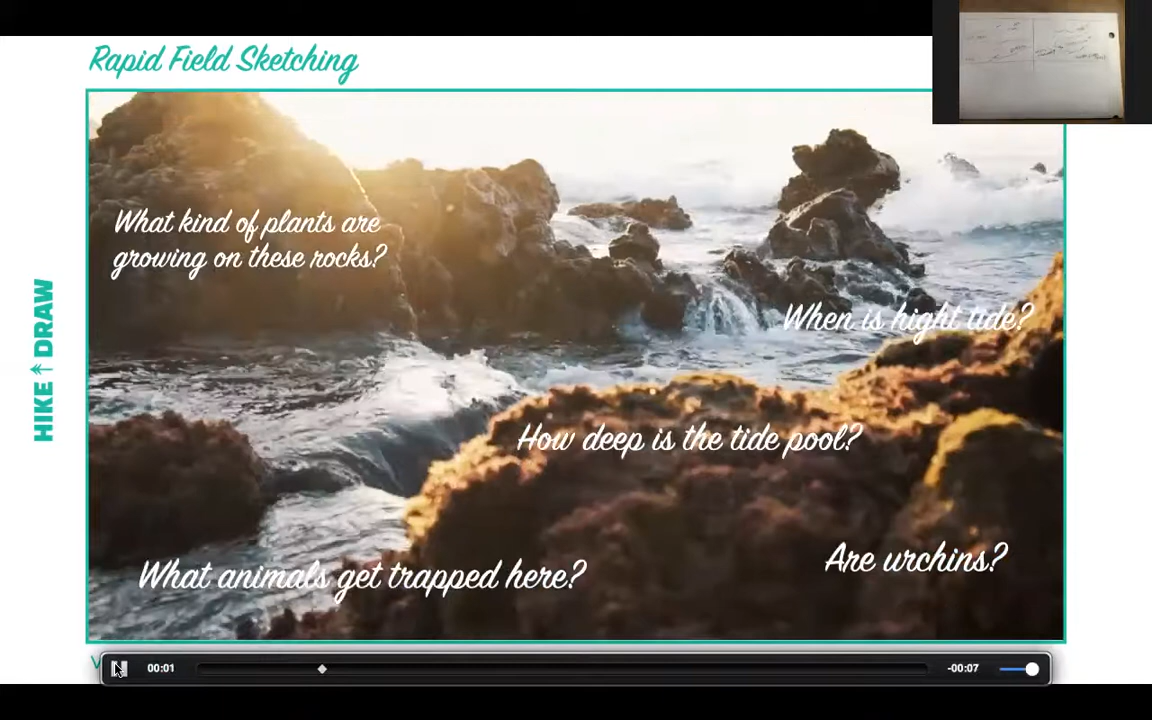 Rapid Field Sketching
What kind of plants are
growing on these rocks?
When is hight tide?
HIKE ↑ DRAW
How deep is the tide pool?
Are urchins?
What animals get trapped here?
00:01
-00:07